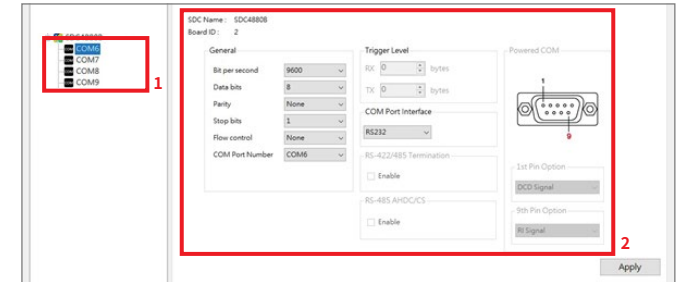 SDC48808
COM6
COM7
COM8
COM9
1
SDC Name : SDC48808
Board ID : 2
General
Bit per second 9600
Data bits 8
Parity None
Stop bits 1
Flow control None
COM Port Number COM6
Trigger Level
RX 0 bytes
TX 0 bytes
COM Port Interface
RS232
RS-422/485 Termination
Enable
RS-485 AHDC/CS
Enable
Powered COM
1
9
1st Pin Option
DCD Signal
9th Pin Option
RI Signal
2
Apply